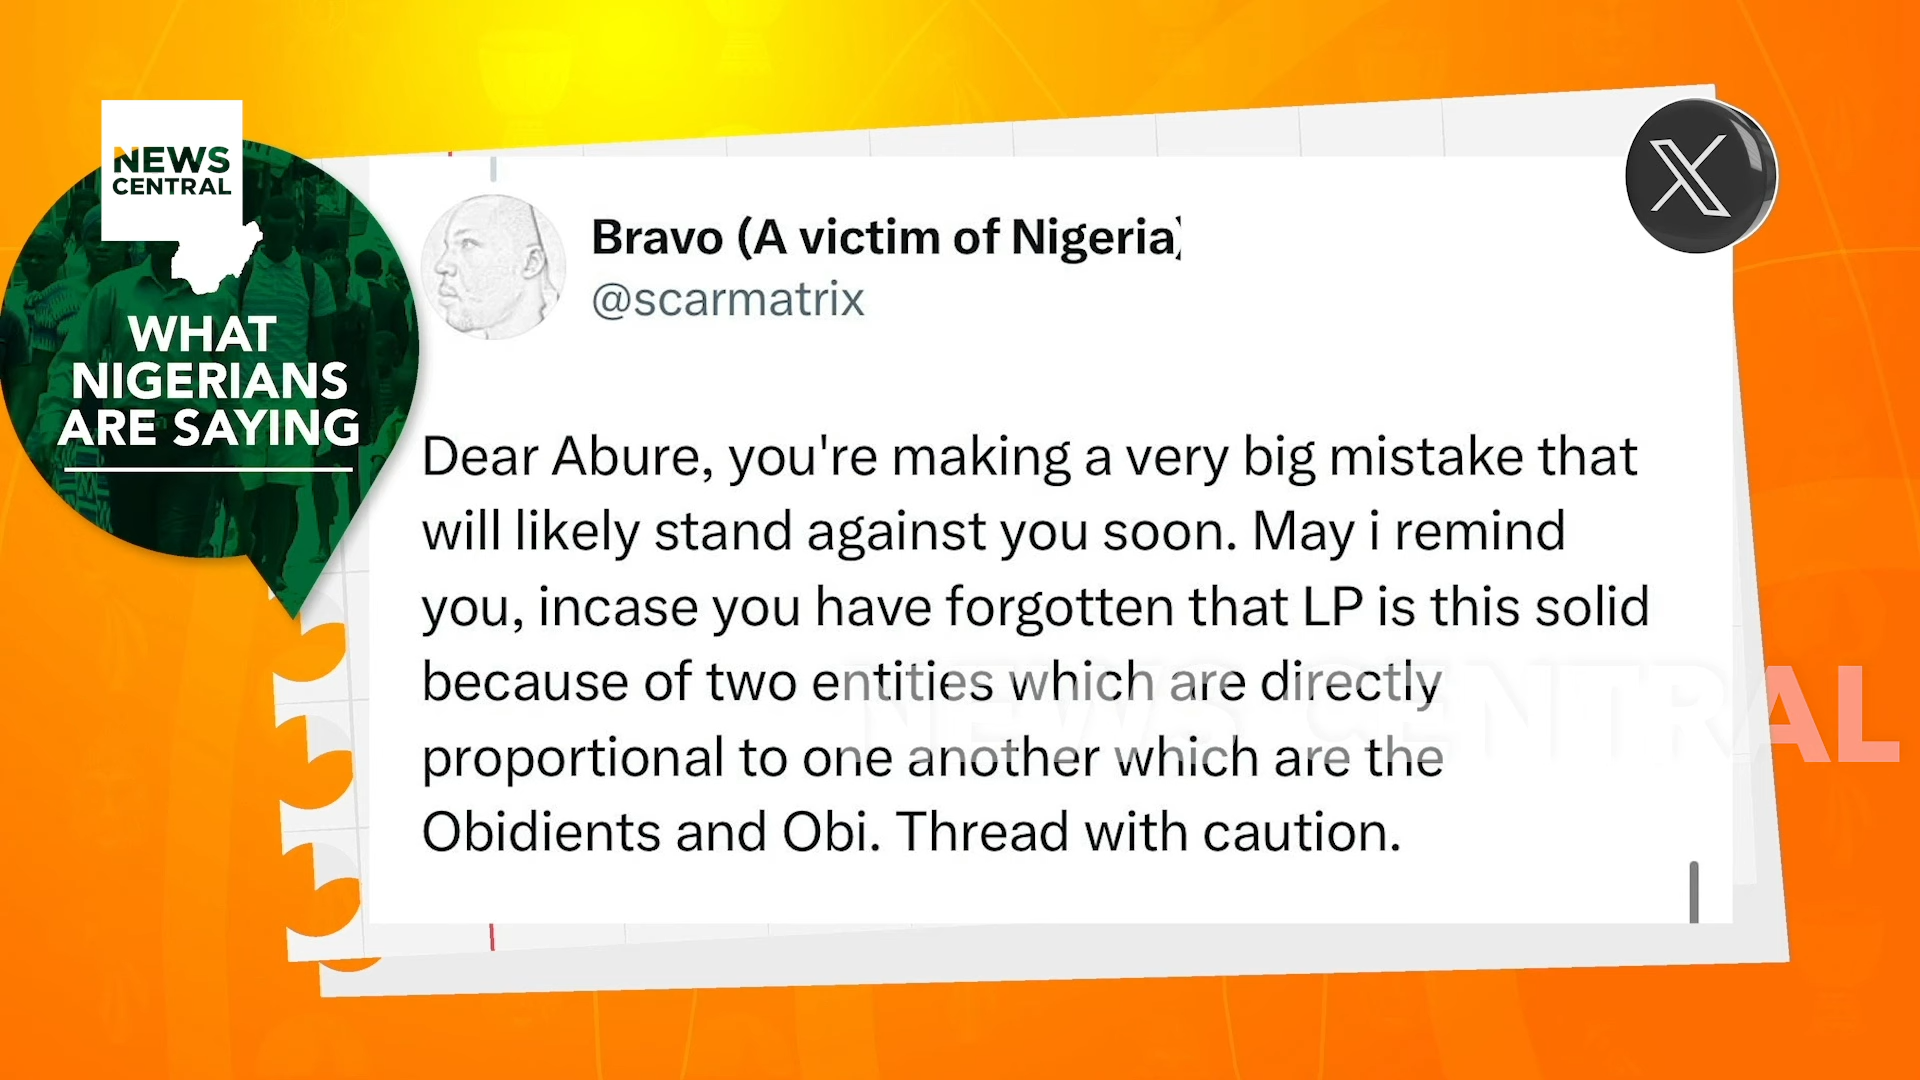 NEWS
CENTRAL
WHAT
NIGERIANS
ARE SAYING
X
Bravo (A victim of Nigeria)
@scarmatrix
Dear Abure, you're making a very big mistake that
will likely stand against you soon. May i remind
you, incase you have forgotten that LP is this solid
because of two entities which are directly
proportional to one another which are the
Obidients and Obi. Thread with caution.
NEWS CENTRAL